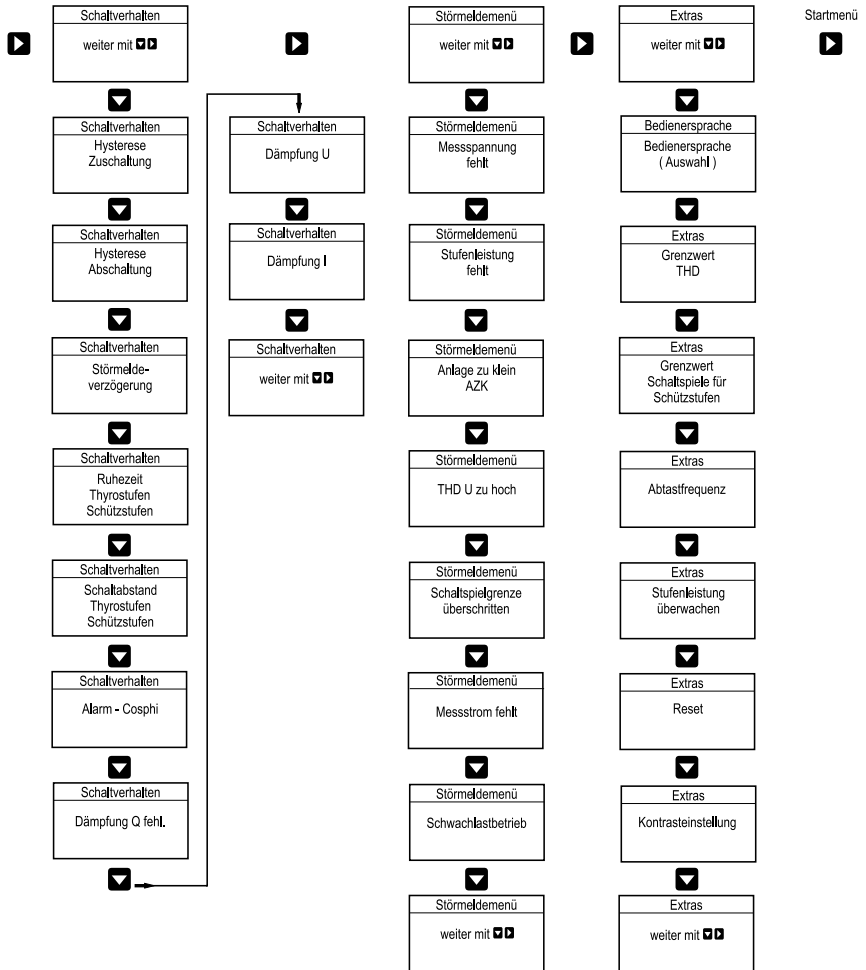 Schaltverhalten
weiter mit
Schaltverhalten
Hysterese
Zuschaltung
Schaltverhalten
Hysterese
Abschaltung
Schaltverhalten
Störmelde-
verzögerung
Schaltverhalten
Ruhezeit
Thyrostufen
Schützstufen
Schaltverhalten
Schaltabstand
Thyrostufen
Schützstufen
Schaltverhalten
Alarm - Cosphi
Schaltverhalten
Dämpfung Q fehl.
Schaltverhalten
Dämpfung U
Schaltverhalten
Dämpfung I
Schaltverhalten
weiter mit
Störmeldemenü
weiter mit
Störmeldemenü
Messspannung
fehlt
Störmeldemenü
Stufenleistung
fehlt
Störmeldemenü
Anlage zu klein
AZK
Störmeldemenü
THD U zu hoch
Störmeldemenü
Schaltspielgrenze
überschritten
Störmeldemenü
Messstrom fehlt
Störmeldemenü
Schwachlastbetrieb
Störmeldemenü
weiter mit
Extras
weiter mit
Bedienersprache
Bedienersprache
( Auswahl )
Extras
Grenzwert
THD
Extras
Grenzwert
Schaltspiele für
Schützstufen
Extras
Abtastfrequenz
Extras
Stufenleistung
überwachen
Extras
Reset
Extras
Kontrasteinstellung
Extras
weiter mit
Startmenü